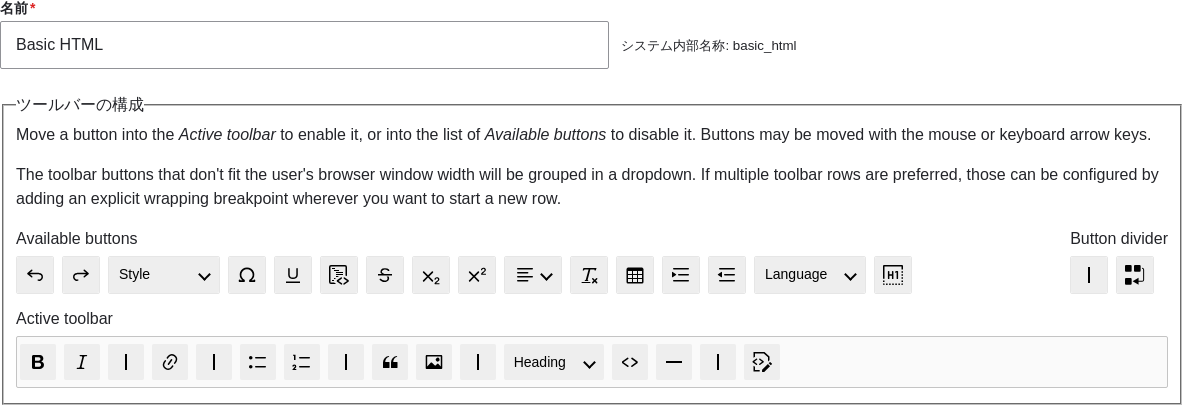 名前*
Basic HTML
システム内部名称: basic_html
ツールバーの構成
Move a button into the Active toolbar to enable it, or into the list of Available buttons to disable it. Buttons may be moved with the mouse or keyboard arrow keys.
The toolbar buttons that don't fit the user's browser window width will be grouped in a dropdown. If multiple toolbar rows are preferred, those can be configured by
adding an explicit wrapping breakpoint wherever you want to start a new row.
Available buttons
Button divider
Style Ω U S X2 X2 Tx Language H1
Active toolbar
B I Heading